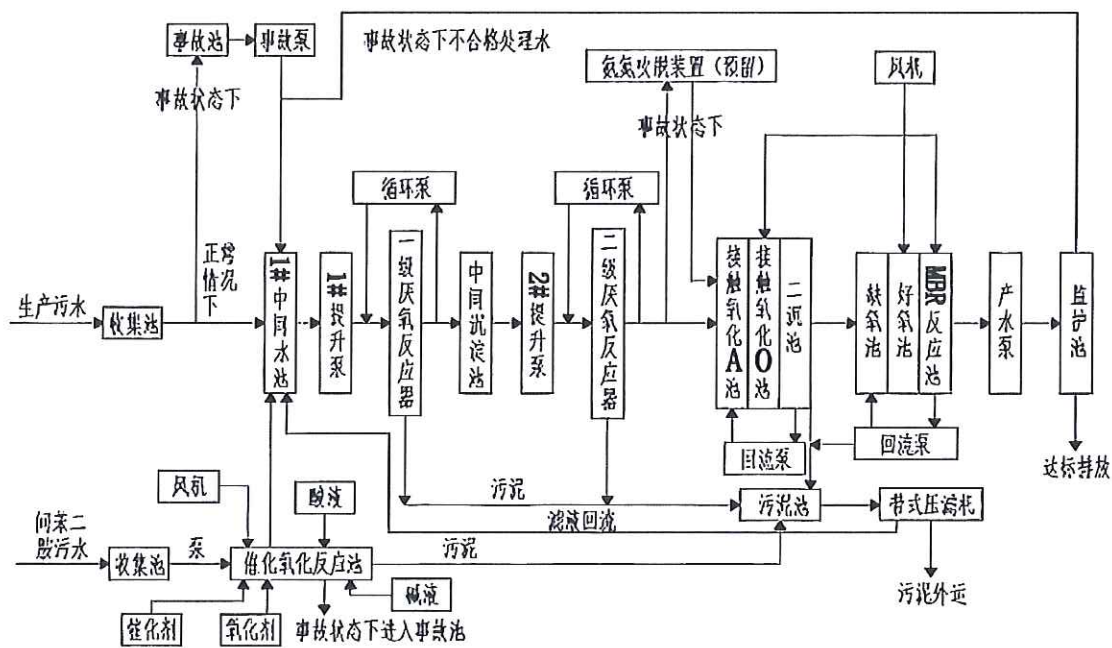 事故池
事故泵
事故状态下不合格处理水
氨氮吹脱装置(预留)
风机
事故状态下
事故状态下
循环泵
循环泵
正常
情况
下
生产污水
收集池
1#中间水池
1#提升泵
一级厌氧反应器
中间沉淀池
2#提升泵
二级厌氧反应器
接触氧化A池
接触氧化O池
二沉池
缺氧池
好氧池
MBR反应池
产水泵
监护池
回流泵
回流泵
达标排放
风机
酸液
污泥
滤液回流
污泥池
带式压滤机
间苯二
胺污水
收集池
泵
催化氧化反应池
污泥
碱液
污泥外运
催化剂
氧化剂
事故状态下进入事故池